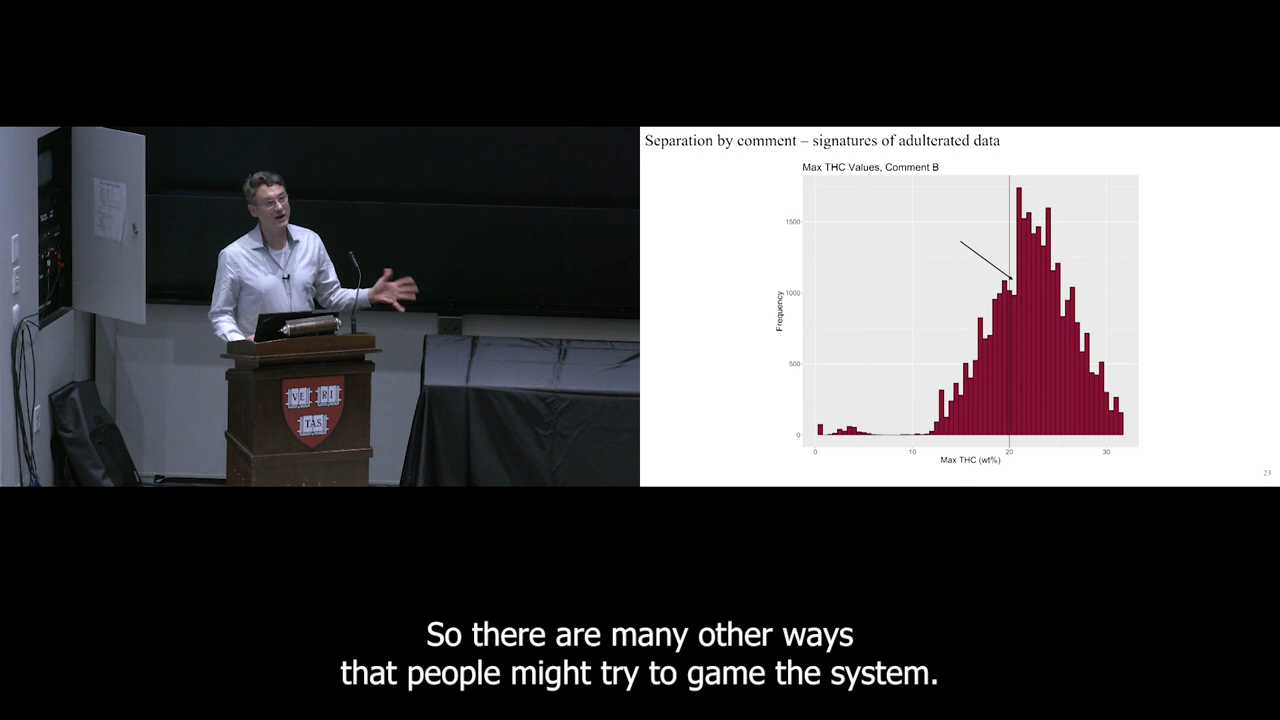 Separation by comment – signatures of adulterated data
Max THC Values, Comment B
1500
1000
500
0
Frequency
0 10 20 30
Max THC (wt%)
23
VE RI
TAS
So there are many other ways
that people might try to game the system.